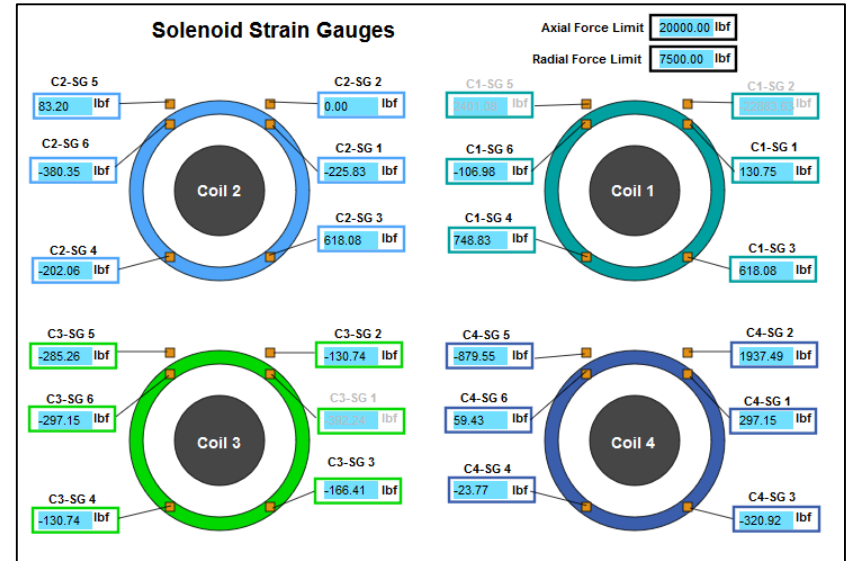 Solenoid Strain Gauges
Axial Force Limit 20000.00 lbf
Radial Force Limit 7500.00 lbf
C2-SG 5
83.20 lbf
C2-SG 2
0.00 lbf
C2-SG 6
-380.35 lbf
C2-SG 1
-225.83 lbf
Coil 2
C2-SG 4
-202.06 lbf
C2-SG 3
618.08 lbf
C1-SG 5
lbf
C1-SG 2
lbf
C1-SG 6
-106.98 lbf
C1-SG 1
130.75 lbf
Coil 1
C1-SG 4
748.83 lbf
C1-SG 3
618.08 lbf
C3-SG 5
-285.26 lbf
C3-SG 2
-130.74 lbf
C3-SG 6
-297.15 lbf
C3-SG 1
lbf
Coil 3
C3-SG 4
-130.74 lbf
C3-SG 3
-166.41 lbf
C4-SG 5
-879.55 lbf
C4-SG 2
1937.49 lbf
C4-SG 6
59.43 lbf
C4-SG 1
297.15 lbf
Coil 4
C4-SG 4
-23.77 lbf
C4-SG 3
-320.92 lbf